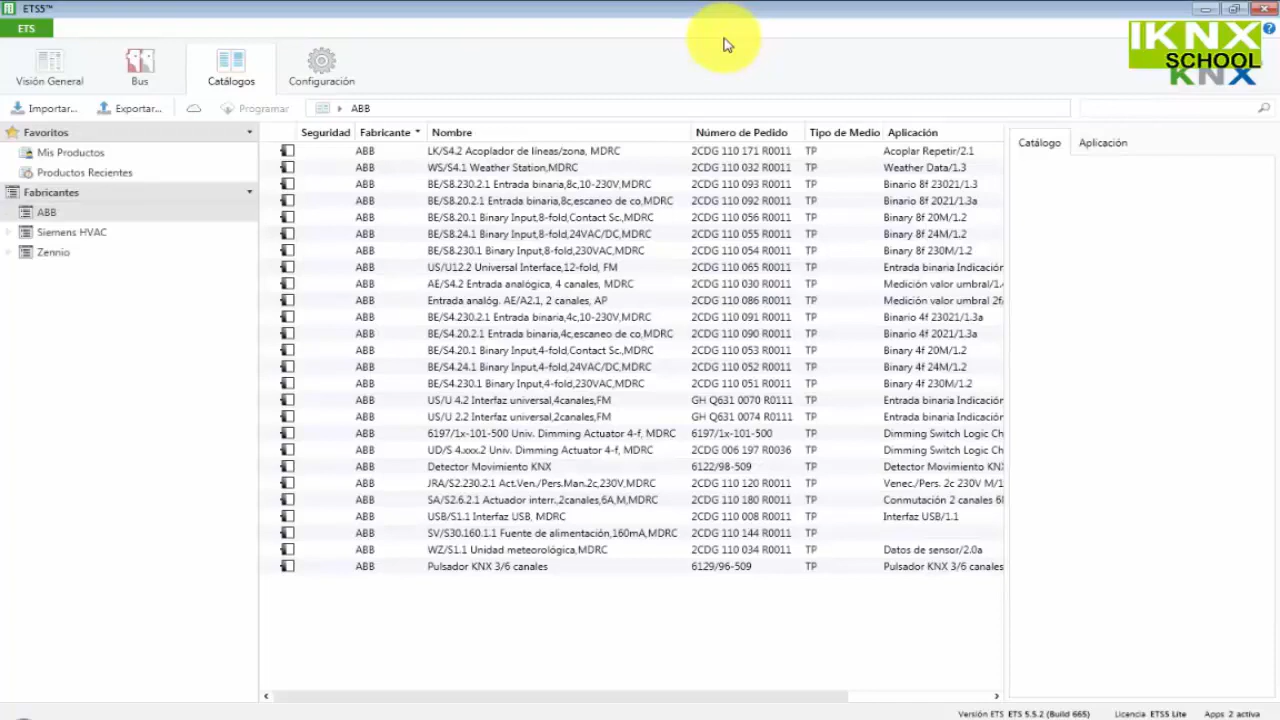 ETS5™
ETS
IKNX
SCHOOL
KNX
Visión General
Bus
Catálogos
Configuración
Importar...
Exportar...
Programar
ABB
Favoritos
Mis Productos
Productos Recientes
Fabricantes
ABB
Siemens HVAC
Zennio
Seguridad Fabricante Nombre Número de Pedido Tipo de Medio Aplicación
ABB LK/S4.2 Acoplador de líneas/zona, MDRC 2CDG 110 171 R0011 TP Acoplar Repetir/2.1
ABB WS/S4.1 Weather Station,MDRC 2CDG 110 032 R0011 TP Weather Data/1.3
ABB BE/S8.230.2.1 Entrada binaria,8c,10-230V,MDRC 2CDG 110 093 R0011 TP Binario 8f 23021/1.3
ABB BE/S8.20.2.1 Entrada binaria,8c,escaneo de co,MDRC 2CDG 110 092 R0011 TP Binario 8f 2021/1.3a
ABB BE/S8.20.1 Binary Input,8-fold,Contact Sc.,MDRC 2CDG 110 056 R0011 TP Binary 8f 20M/1.2
ABB BE/S8.24.1 Binary Input,8-fold,24VAC/DC,MDRC 2CDG 110 055 R0011 TP Binary 8f 24M/1.2
ABB BE/S8.230.1 Binary Input,8-fold,230VAC,MDRC 2CDG 110 054 R0011 TP Binary 8f 230M/1.2
ABB US/U12.2 Universal Interface,12-fold, FM 2CDG 110 065 R0011 TP Entrada binaria Indicación
ABB AE/S4.2 Entrada analógica, 4 canales, MDRC 2CDG 110 030 R0011 TP Medición valor umbral/1.
ABB Entrada analóg. AE/A2.1, 2 canales, AP 2CDG 110 086 R0011 TP Medición valor umbral 2f
ABB BE/S4.230.2.1 Entrada binaria,4c,10-230V,MDRC 2CDG 110 091 R0011 TP Binario 4f 23021/1.3a
ABB BE/S4.20.2.1 Entrada binaria,4c,escaneo de co,MDRC 2CDG 110 090 R0011 TP Binario 4f 2021/1.3a
ABB BE/S4.20.1 Binary Input,4-fold,Contact Sc.,MDRC 2CDG 110 053 R0011 TP Binary 4f 20M/1.2
ABB BE/S4.24.1 Binary Input,4-fold,24VAC/DC,MDRC 2CDG 110 052 R0011 TP Binary 4f 24M/1.2
ABB BE/S4.230.1 Binary Input,4-fold,230VAC,MDRC 2CDG 110 051 R0011 TP Binary 4f 230M/1.2
ABB US/U 4.2 Interfaz universal,4canales,FM GH Q631 0070 R0111 TP Entrada binaria Indicación
ABB US/U 2.2 Interfaz universal,2canales,FM GH Q631 0074 R0111 TP Entrada binaria Indicación
ABB 6197/1x-101-500 Univ. Dimming Actuator 4-f, MDRC 6197/1x-101-500 TP Dimming Switch Logic Ch
ABB UD/S 4.xxx.2 Univ. Dimming Actuator 4-f, MDRC 2CDG 006 197 R0036 TP Dimming Switch Logic Ch
ABB Detector Movimiento KNX 6122/98-509 TP Detector Movimiento KN
ABB JRA/S2.230.2.1 Act.Ven./Pers.Man.2c,230V,MDRC 2CDG 110 120 R0011 TP Venec./Pers. 2c 230V M/1
ABB SA/S2.6.2.1 Actuador interr.,2canales,6A,M,MDRC 2CDG 110 180 R0011 TP Conmutación 2 canales 6
ABB USB/S1.1 Interfaz USB, MDRC 2CDG 110 008 R0011 TP Interfaz USB/1.1
ABB SV/S30.160.1.1 Fuente de alimentación,160mA,MDRC 2CDG 110 144 R0011 TP
ABB WZ/S1.1 Unidad meteorológica,MDRC 2CDG 110 034 R0011 TP Datos de sensor/2.0a
ABB Pulsador KNX 3/6 canales 6129/96-509 TP Pulsador KNX 3/6 canales
Catálogo Aplicación
Versión ETS ETS 5.5.2 (Build 665) Licencia ETS5 Lite Apps 2 activa